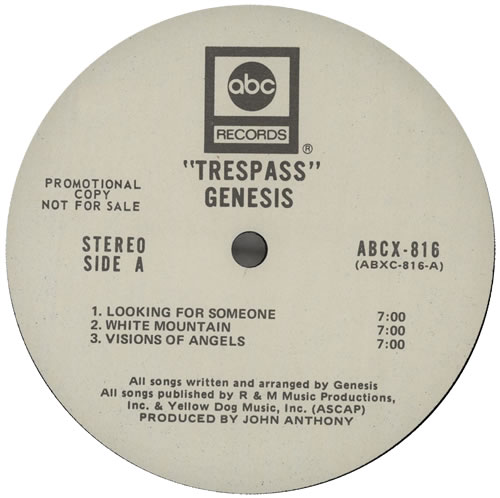 abc
RECORDS
®
"TRESPASS"
GENESIS
PROMOTIONAL
COPY
NOT FOR SALE
STEREO
SIDE A
ABCX-816
(ABXC-816-A)
1. LOOKING FOR SOMEONE 7:00
2. WHITE MOUNTAIN 7:00
3. VISIONS OF ANGELS 7:00
All songs written and arranged by Genesis
All songs published by R & M Music Productions,
Inc. & Yellow Dog Music, Inc. (ASCAP)
PRODUCED BY JOHN ANTHONY